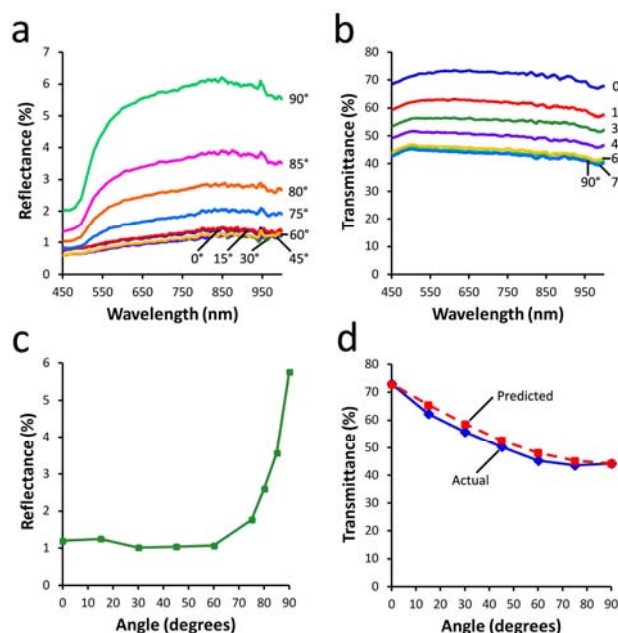 a
7
6
5
4
3
2
1
0
Reflectance (%)
90°
85°
80°
75°
60°
0° 15° 30° 45°
450 550 650 750 850 950
Wavelength (nm)
b
80
70
60
50
40
30
20
10
0
Transmittance (%)
0
1
3
4
6
90° 7
450 550 650 750 850 950
Wavelength (nm)
c
6
5
4
3
2
1
0
Reflectance (%)
0 10 20 30 40 50 60 70 80 90
Angle (degrees)
d
80
70
60
50
40
30
20
10
0
Transmittance (%)
Predicted
Actual
0 10 20 30 40 50 60 70 80 90
Angle (degrees)